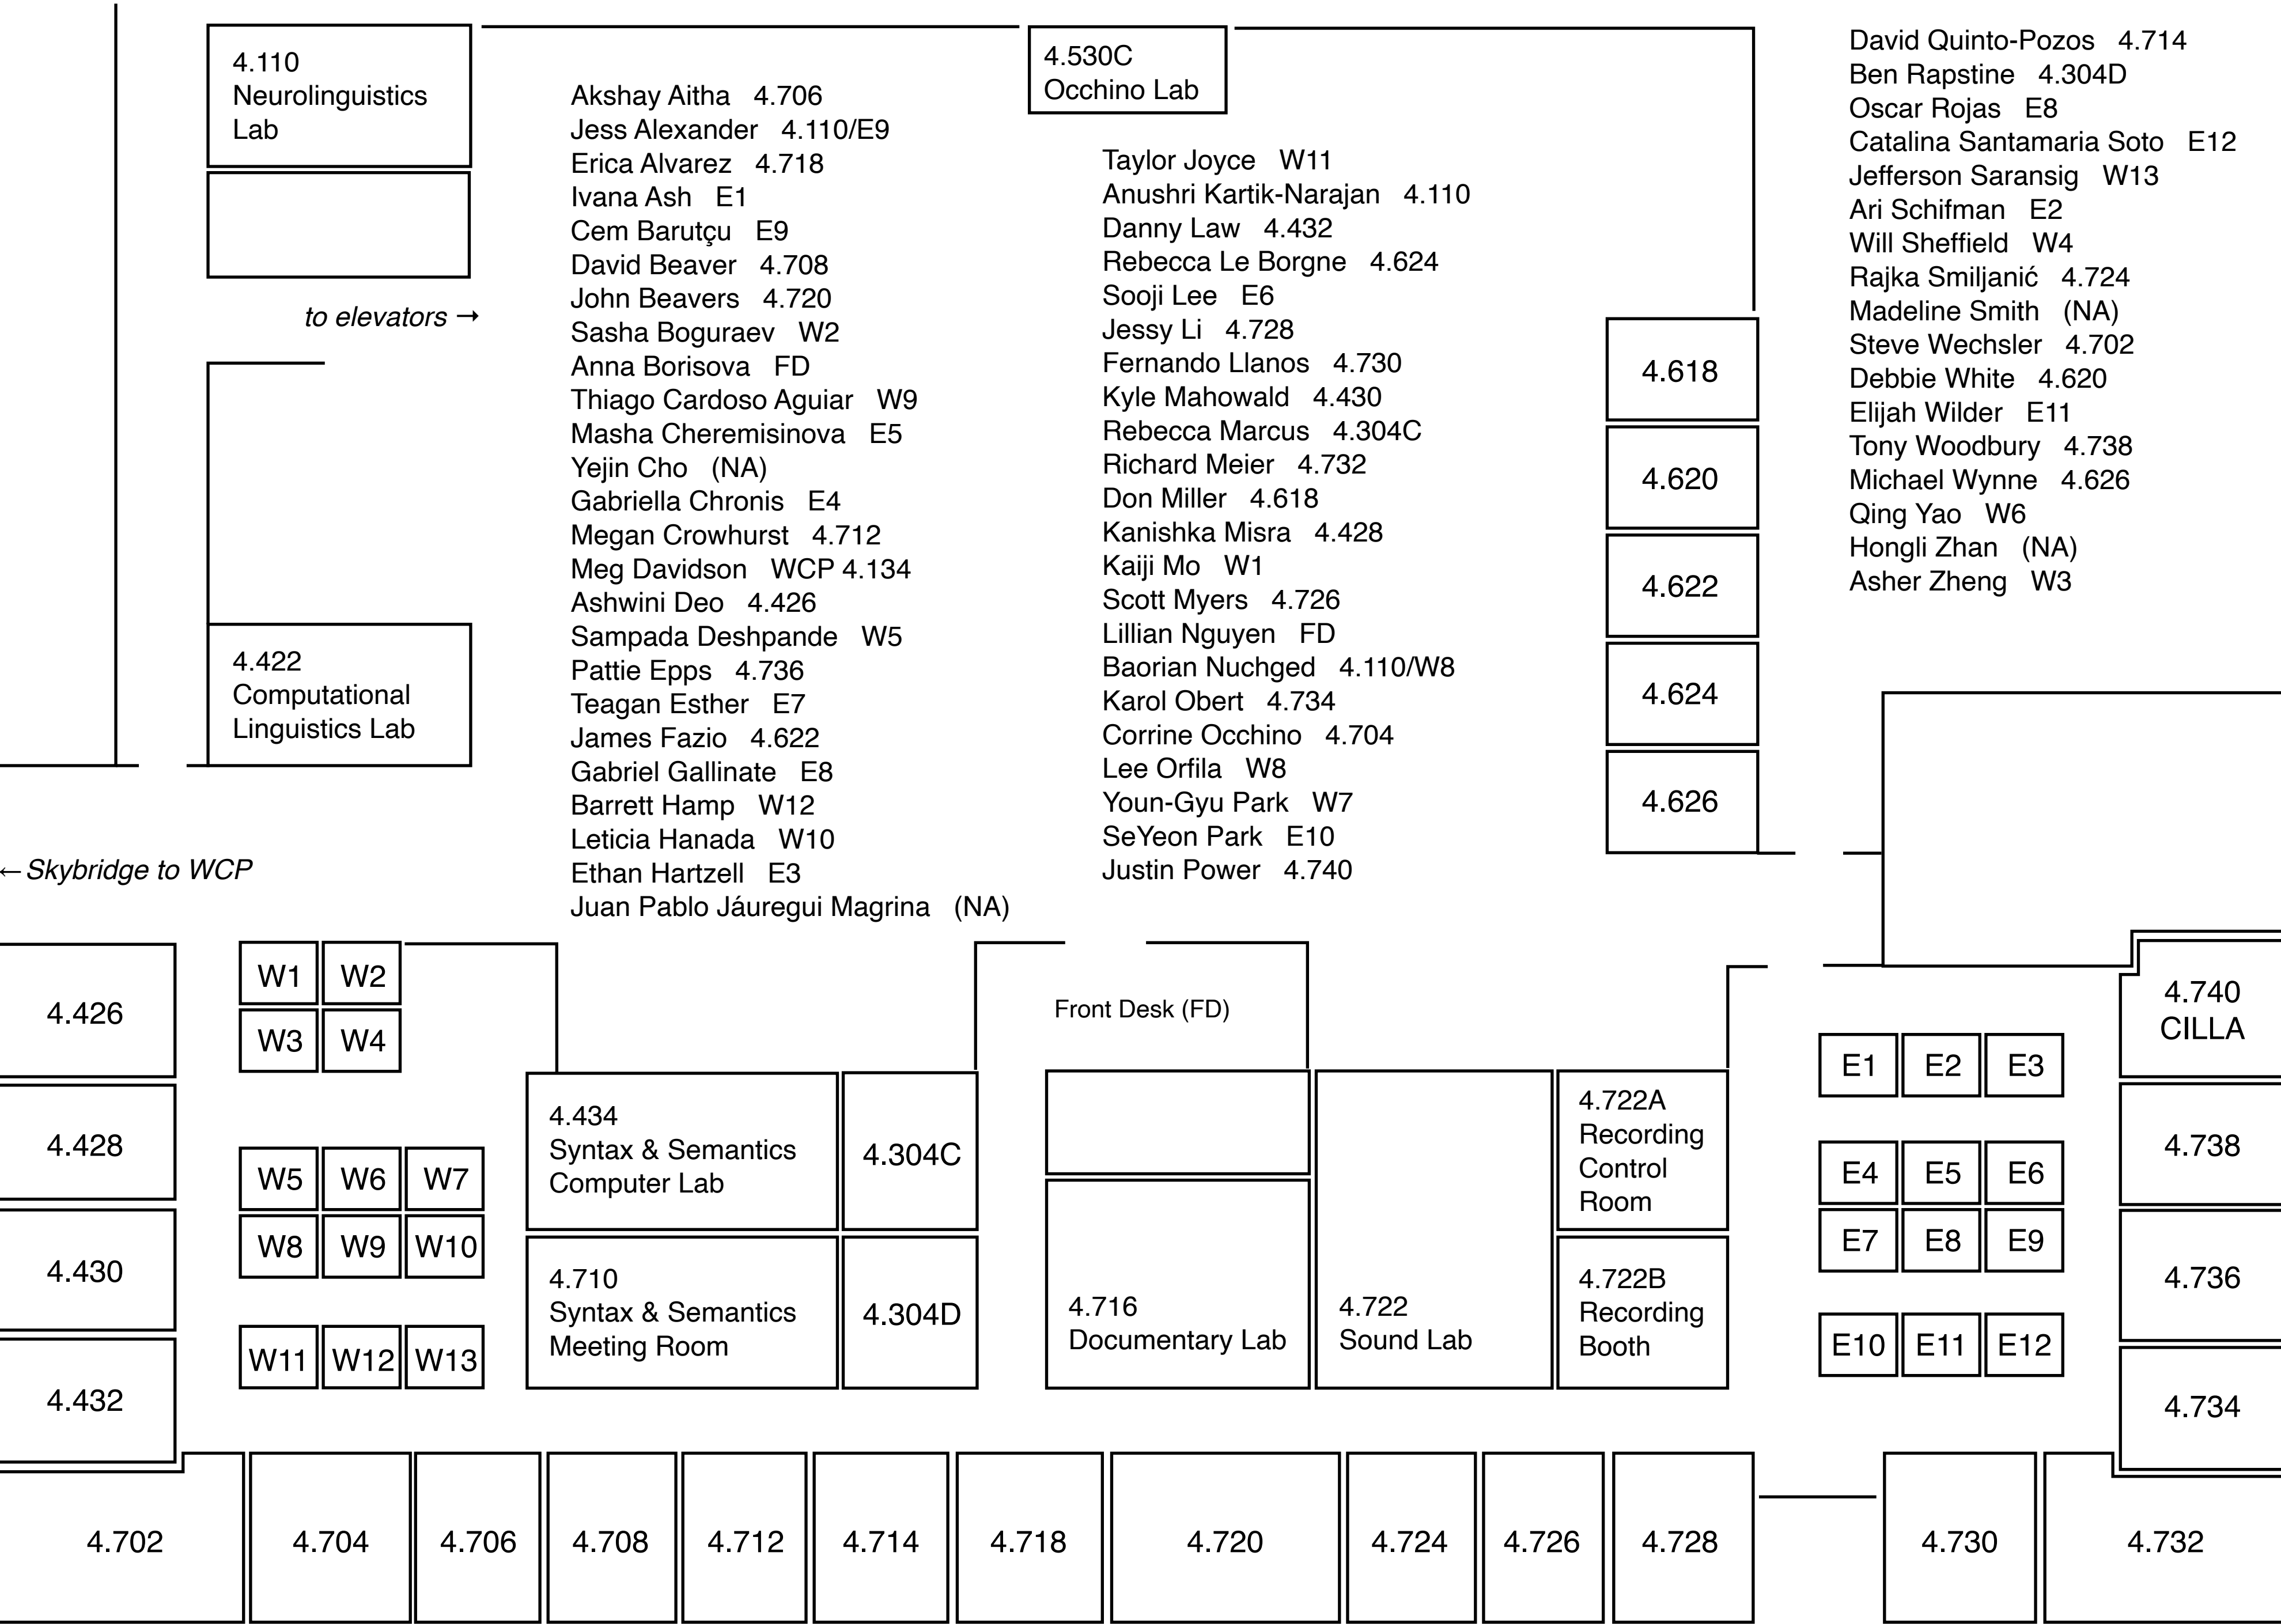 4.110
Neurolinguistics
Lab
to elevators →
4.422
Computational
Linguistics Lab
← Skybridge to WCP
Akshay Aitha 4.706
Jess Alexander 4.110/E9
Erica Alvarez 4.718
Ivana Ash E1
Cem Barutçu E9
David Beaver 4.708
John Beavers 4.720
Sasha Boguraev W2
Anna Borisova FD
Thiago Cardoso Aguiar W9
Masha Cheremisinova E5
Yejin Cho (NA)
Gabriella Chronis E4
Megan Crowhurst 4.712
Meg Davidson WCP 4.134
Ashwini Deo 4.426
Sampada Deshpande W5
Pattie Epps 4.736
Teagan Esther E7
James Fazio 4.622
Gabriel Gallinate E8
Barrett Hamp W12
Leticia Hanada W10
Ethan Hartzell E3
Juan Pablo Jáuregui Magrina (NA)
4.530C
Occhino Lab
Taylor Joyce W11
Anushri Kartik-Narajan 4.110
Danny Law 4.432
Rebecca Le Borgne 4.624
Sooji Lee E6
Jessy Li 4.728
Fernando Llanos 4.730
Kyle Mahowald 4.430
Rebecca Marcus 4.304C
Richard Meier 4.732
Don Miller 4.618
Kanishka Misra 4.428
Kaiji Mo W1
Scott Myers 4.726
Lillian Nguyen FD
Baorian Nuchged 4.110/W8
Karol Obert 4.734
Corrine Occhino 4.704
Lee Orfila W8
Youn-Gyu Park W7
SeYeon Park E10
Justin Power 4.740
4.618
4.620
4.622
4.624
4.626
David Quinto-Pozos 4.714
Ben Rapstine 4.304D
Oscar Rojas E8
Catalina Santamaria Soto E12
Jefferson Saransig W13
Ari Schifman E2
Will Sheffield W4
Rajka Smiljanić 4.724
Madeline Smith (NA)
Steve Wechsler 4.702
Debbie White 4.620
Elijah Wilder E11
Tony Woodbury 4.738
Michael Wynne 4.626
Qing Yao W6
Hongli Zhan (NA)
Asher Zheng W3
4.426
4.428
4.430
4.432
W1 W2
W3 W4
W5 W6 W7
W8 W9 W10
W11 W12 W13
4.434
Syntax & Semantics
Computer Lab
4.304C
4.710
Syntax & Semantics
Meeting Room
4.304D
Front Desk (FD)
4.716
Documentary Lab
4.722
Sound Lab
4.722A
Recording
Control
Room
4.722B
Recording
Booth
E1 E2 E3
E4 E5 E6
E7 E8 E9
E10 E11 E12
4.740
CILLA
4.738
4.736
4.734
4.702 4.704 4.706 4.708 4.712 4.714 4.718 4.720 4.724 4.726 4.728 4.730 4.732